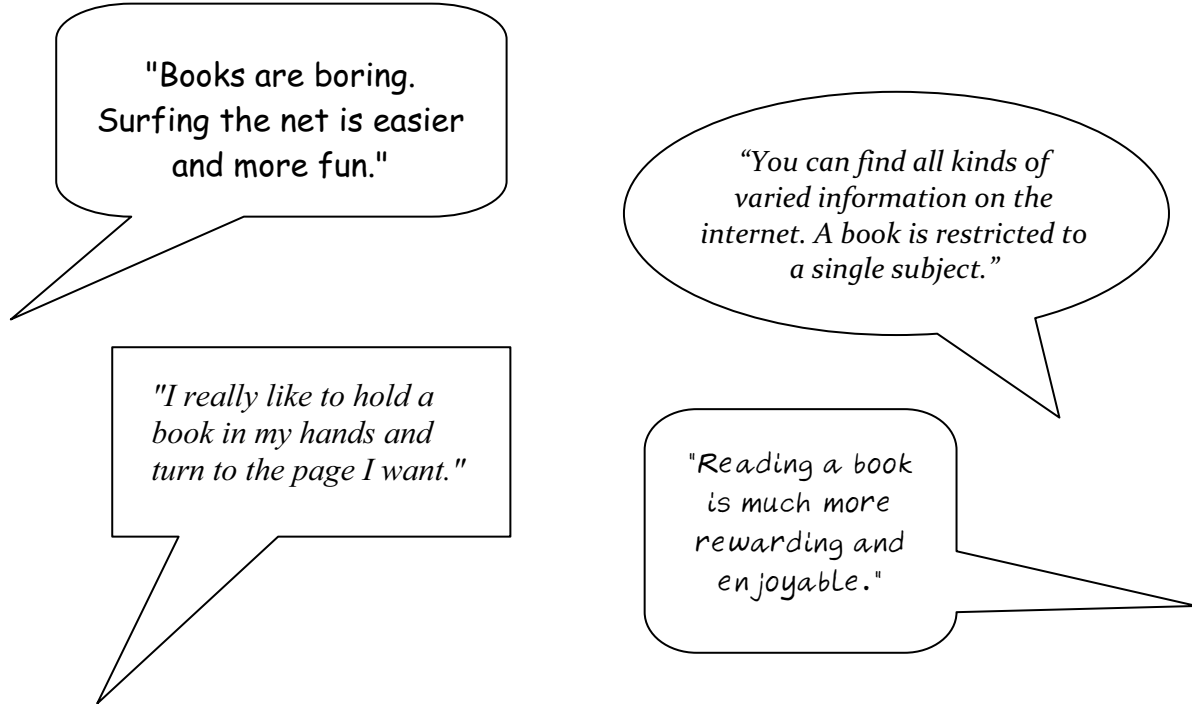 "Books are boring.
Surfing the net is easier
and more fun."
“You can find all kinds of
varied information on the
internet. A book is restricted to
a single subject.”
"I really like to hold a
book in my hands and
turn to the page I want."
"Reading a book
is much more
rewarding and
enjoyable."